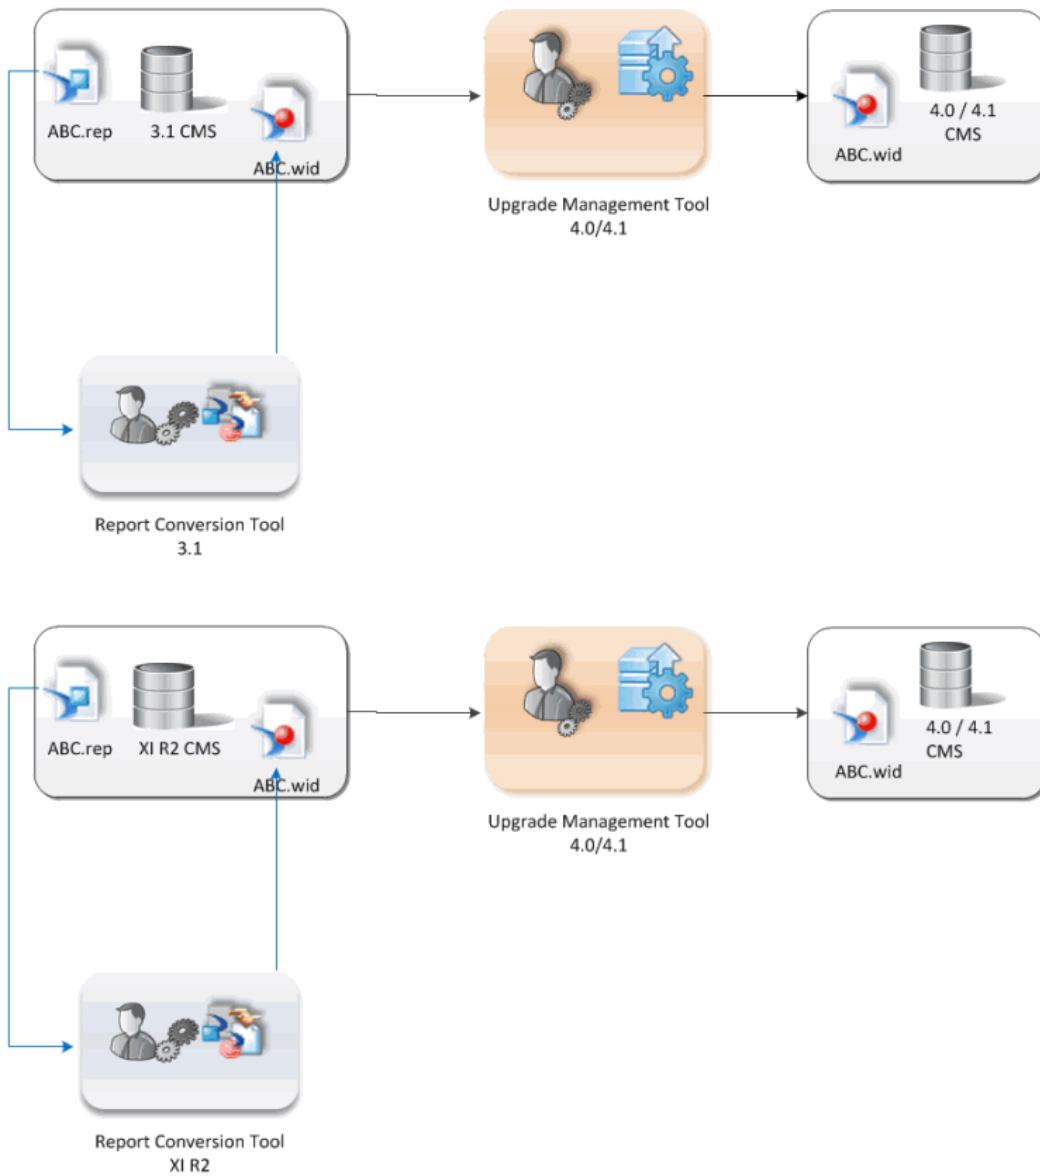 ABC.rep
3.1 CMS
ABC.wid
Upgrade Management Tool
4.0/4.1
ABC.wid
4.0 / 4.1
CMS
Report Conversion Tool
3.1
ABC.rep
XI R2 CMS
ABC.wid
Upgrade Management Tool
4.0/4.1
ABC.wid
4.0 / 4.1
CMS
Report Conversion Tool
XI R2